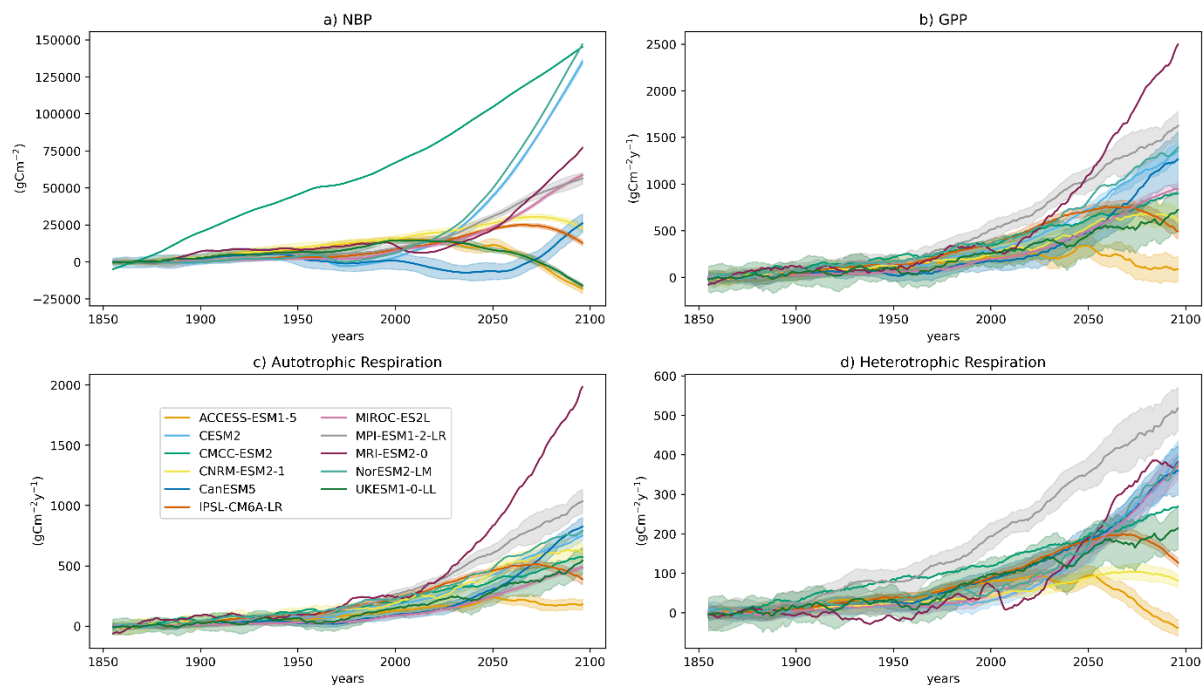 a) NBP
150000
125000
100000
75000
50000
25000
0
−25000
(gCm−2)
1850 1900 1950 2000 2050 2100
years
b) GPP
2500
2000
1500
1000
500
0
(gCm−2y−1)
1850 1900 1950 2000 2050 2100
years
c) Autotrophic Respiration
2000
1500
1000
500
0
(gCm−2y−1)
ACCESS-ESM1-5
CESM2
CMCC-ESM2
CNRM-ESM2-1
CanESM5
IPSL-CM6A-LR
MIROC-ES2L
MPI-ESM1-2-LR
MRI-ESM2-0
NorESM2-LM
UKESM1-0-LL
1850 1900 1950 2000 2050 2100
years
d) Heterotrophic Respiration
600
500
400
300
200
100
0
(gCm−2y−1)
1850 1900 1950 2000 2050 2100
years